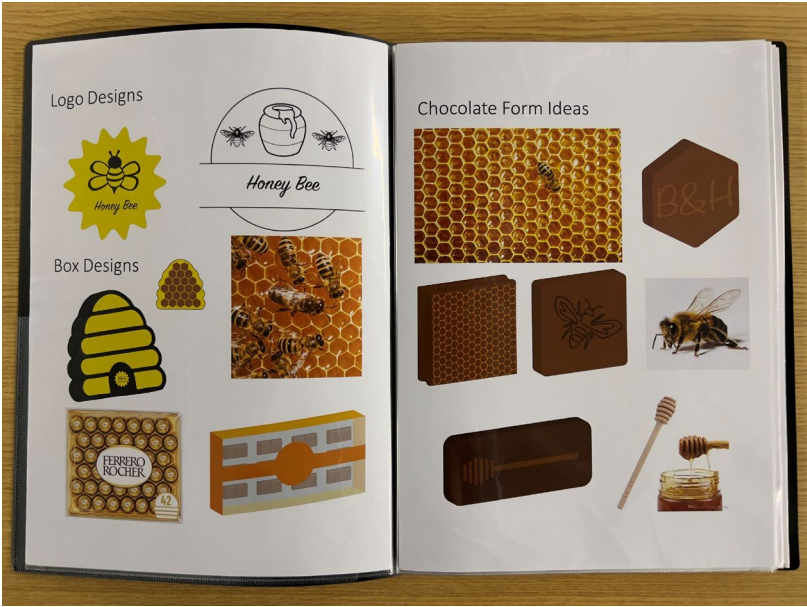 Logo Designs
Honey Bee
Honey Bee
Box Designs
FERRERO
ROCHER
42
Chocolate Form Ideas
B&H